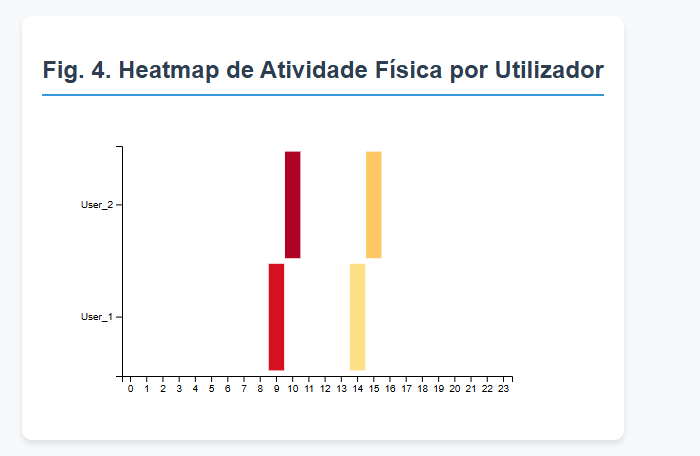 Fig. 4. Heatmap de Atividade Física por Utilizador
User_2
User_1
0 1 2 3 4 5 6 7 8 9 10 11 12 13 14 15 16 17 18 19 20 21 22 23